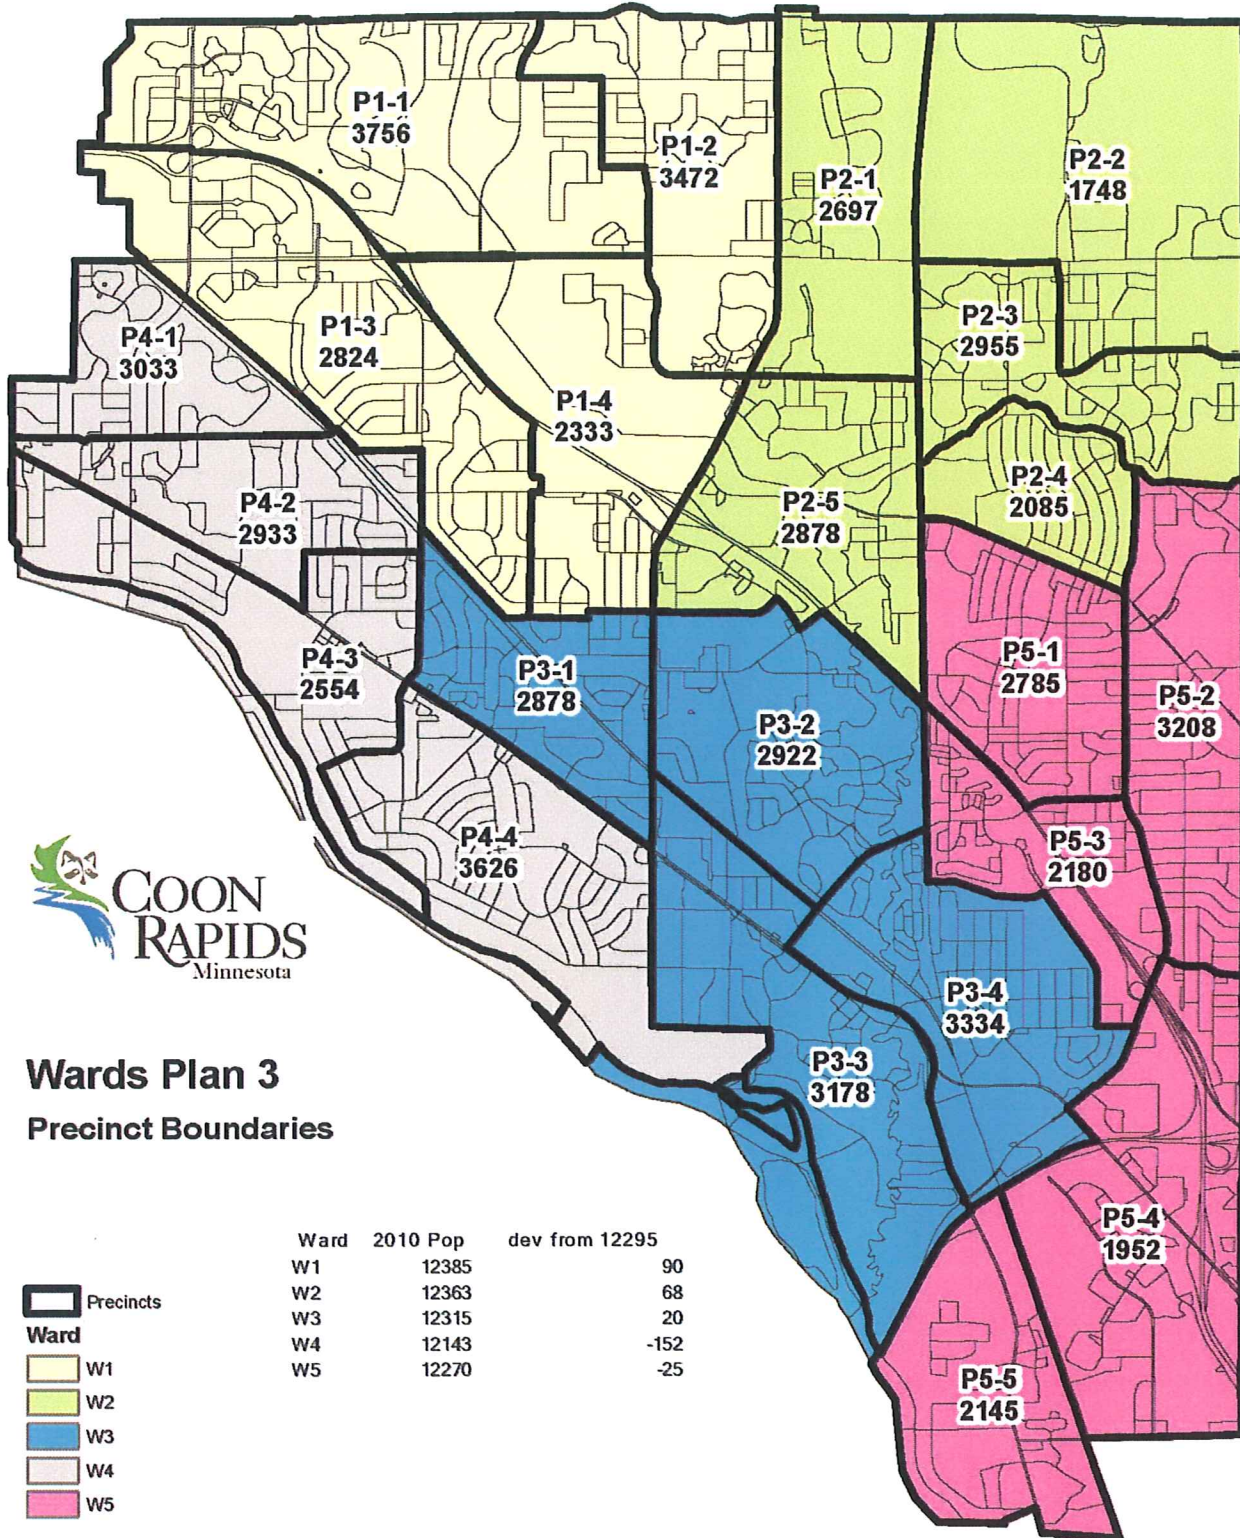 P1-1
3756
P1-2
3472
P2-1
2697
P2-2
1748
P1-3
2824
P2-3
2955
P4-1
3033
P1-4
2333
P4-2
2933
P2-5
2878
P2-4
2085
P4-3
2554
P3-1
2878
P3-2
2922
P5-1
2785
P5-2
3208
P4-4
3626
P5-3
2180
P3-4
3334
P3-3
3178
P5-4
1952
P5-5
2145
COON
RAPIDS
Minnesota
Wards Plan 3
Precinct Boundaries
Ward 2010 Pop dev from 12295
W1 12385 90
W2 12363 68
W3 12315 20
W4 12143 -152
W5 12270 -25
Precincts
Ward
W1
W2
W3
W4
W5